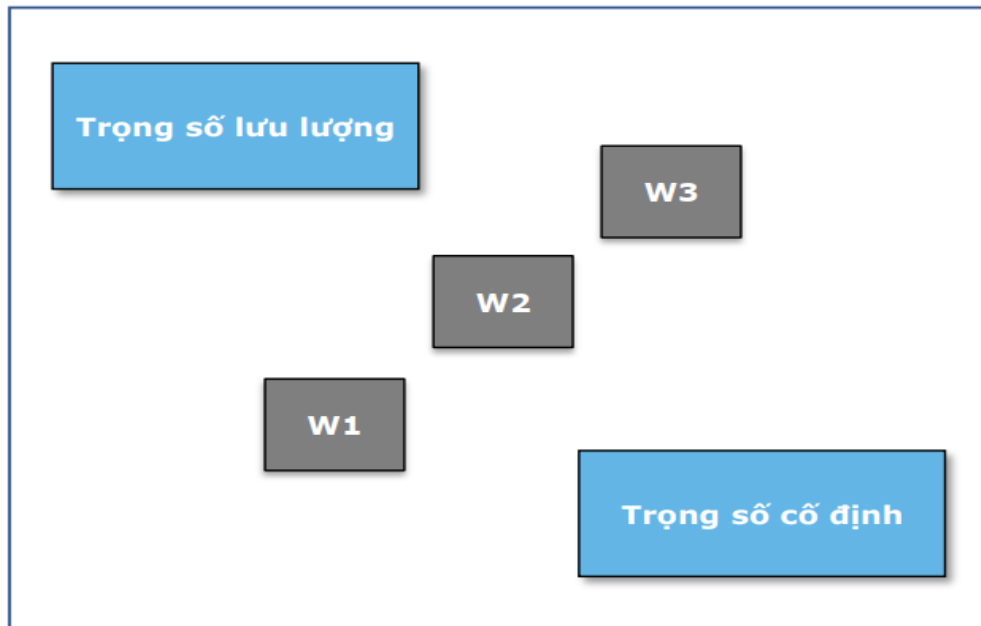 Trọng số lưu lượng
W3
W2
W1
Trọng số cố định